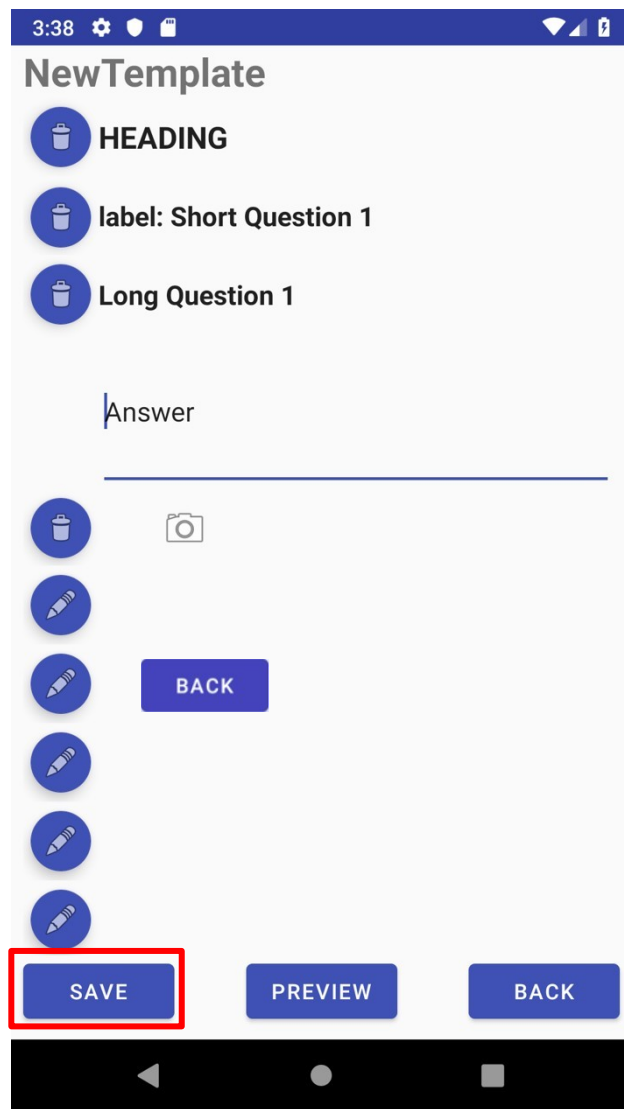 3:38
NewTemplate
HEADING
label: Short Question 1
Long Question 1
Answer
BACK
SAVE PREVIEW BACK